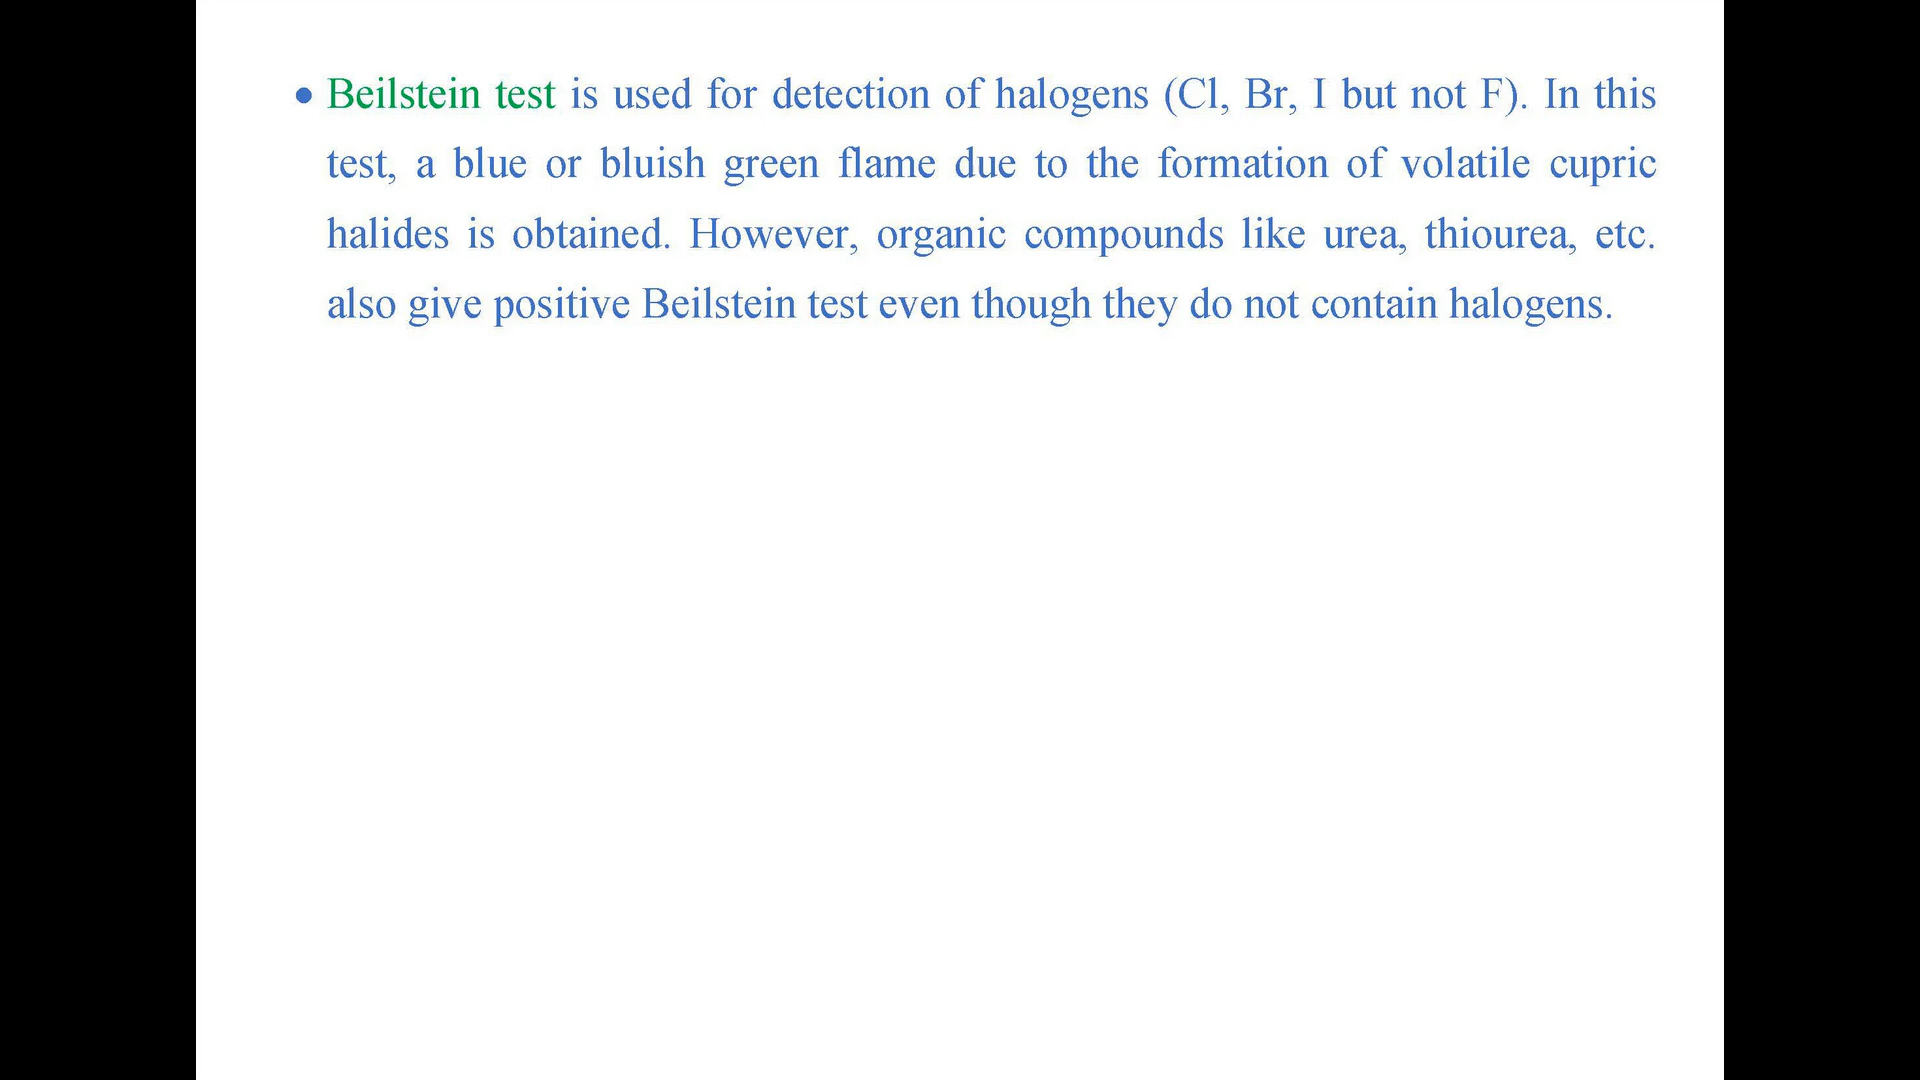 • Beilstein test is used for detection of halogens (Cl, Br, I but not F). In this
test, a blue or bluish green flame due to the formation of volatile cupric
halides is obtained. However, organic compounds like urea, thiourea, etc.
also give positive Beilstein test even though they do not contain halogens.